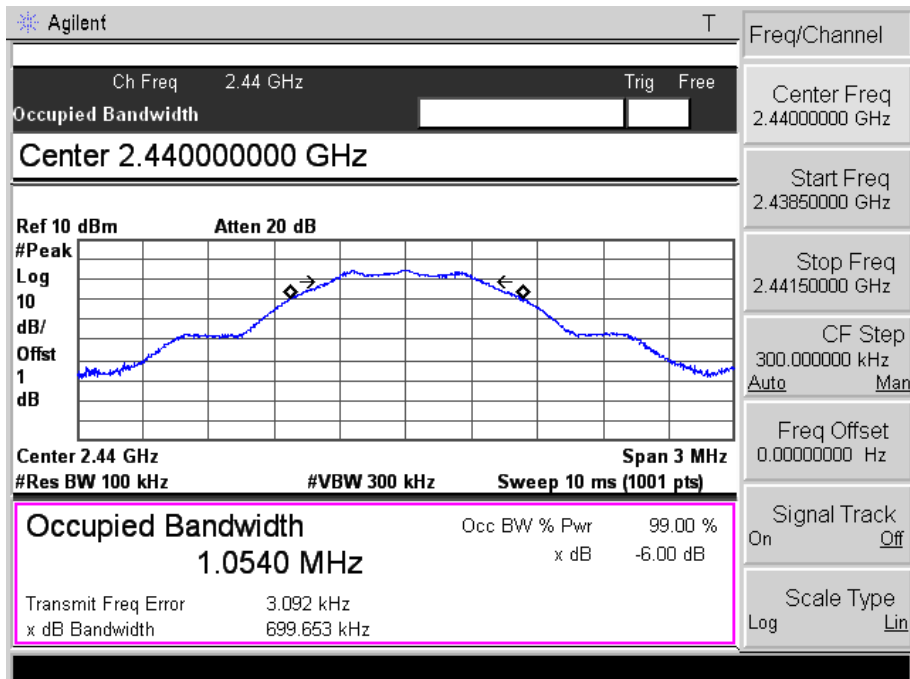 Agilent T
Ch Freq 2.44 GHz Trig Free
Occupied Bandwidth
Center 2.440000000 GHz
Ref 10 dBm Atten 20 dB
#Peak
Log
10
dB/
Offst
1
dB
Center 2.44 GHz Span 3 MHz
#Res BW 100 kHz #VBW 300 kHz Sweep 10 ms (1001 pts)
Occupied Bandwidth
1.0540 MHz
Occ BW % Pwr 99.00 %
x dB -6.00 dB
Transmit Freq Error 3.092 kHz
x dB Bandwidth 699.653 kHz
Freq/Channel
Center Freq
2.44000000 GHz
Start Freq
2.43850000 GHz
Stop Freq
2.44150000 GHz
CF Step
300.000000 kHz
Auto Man
Freq Offset
0.00000000 Hz
Signal Track
On Off
Scale Type
Log Lin